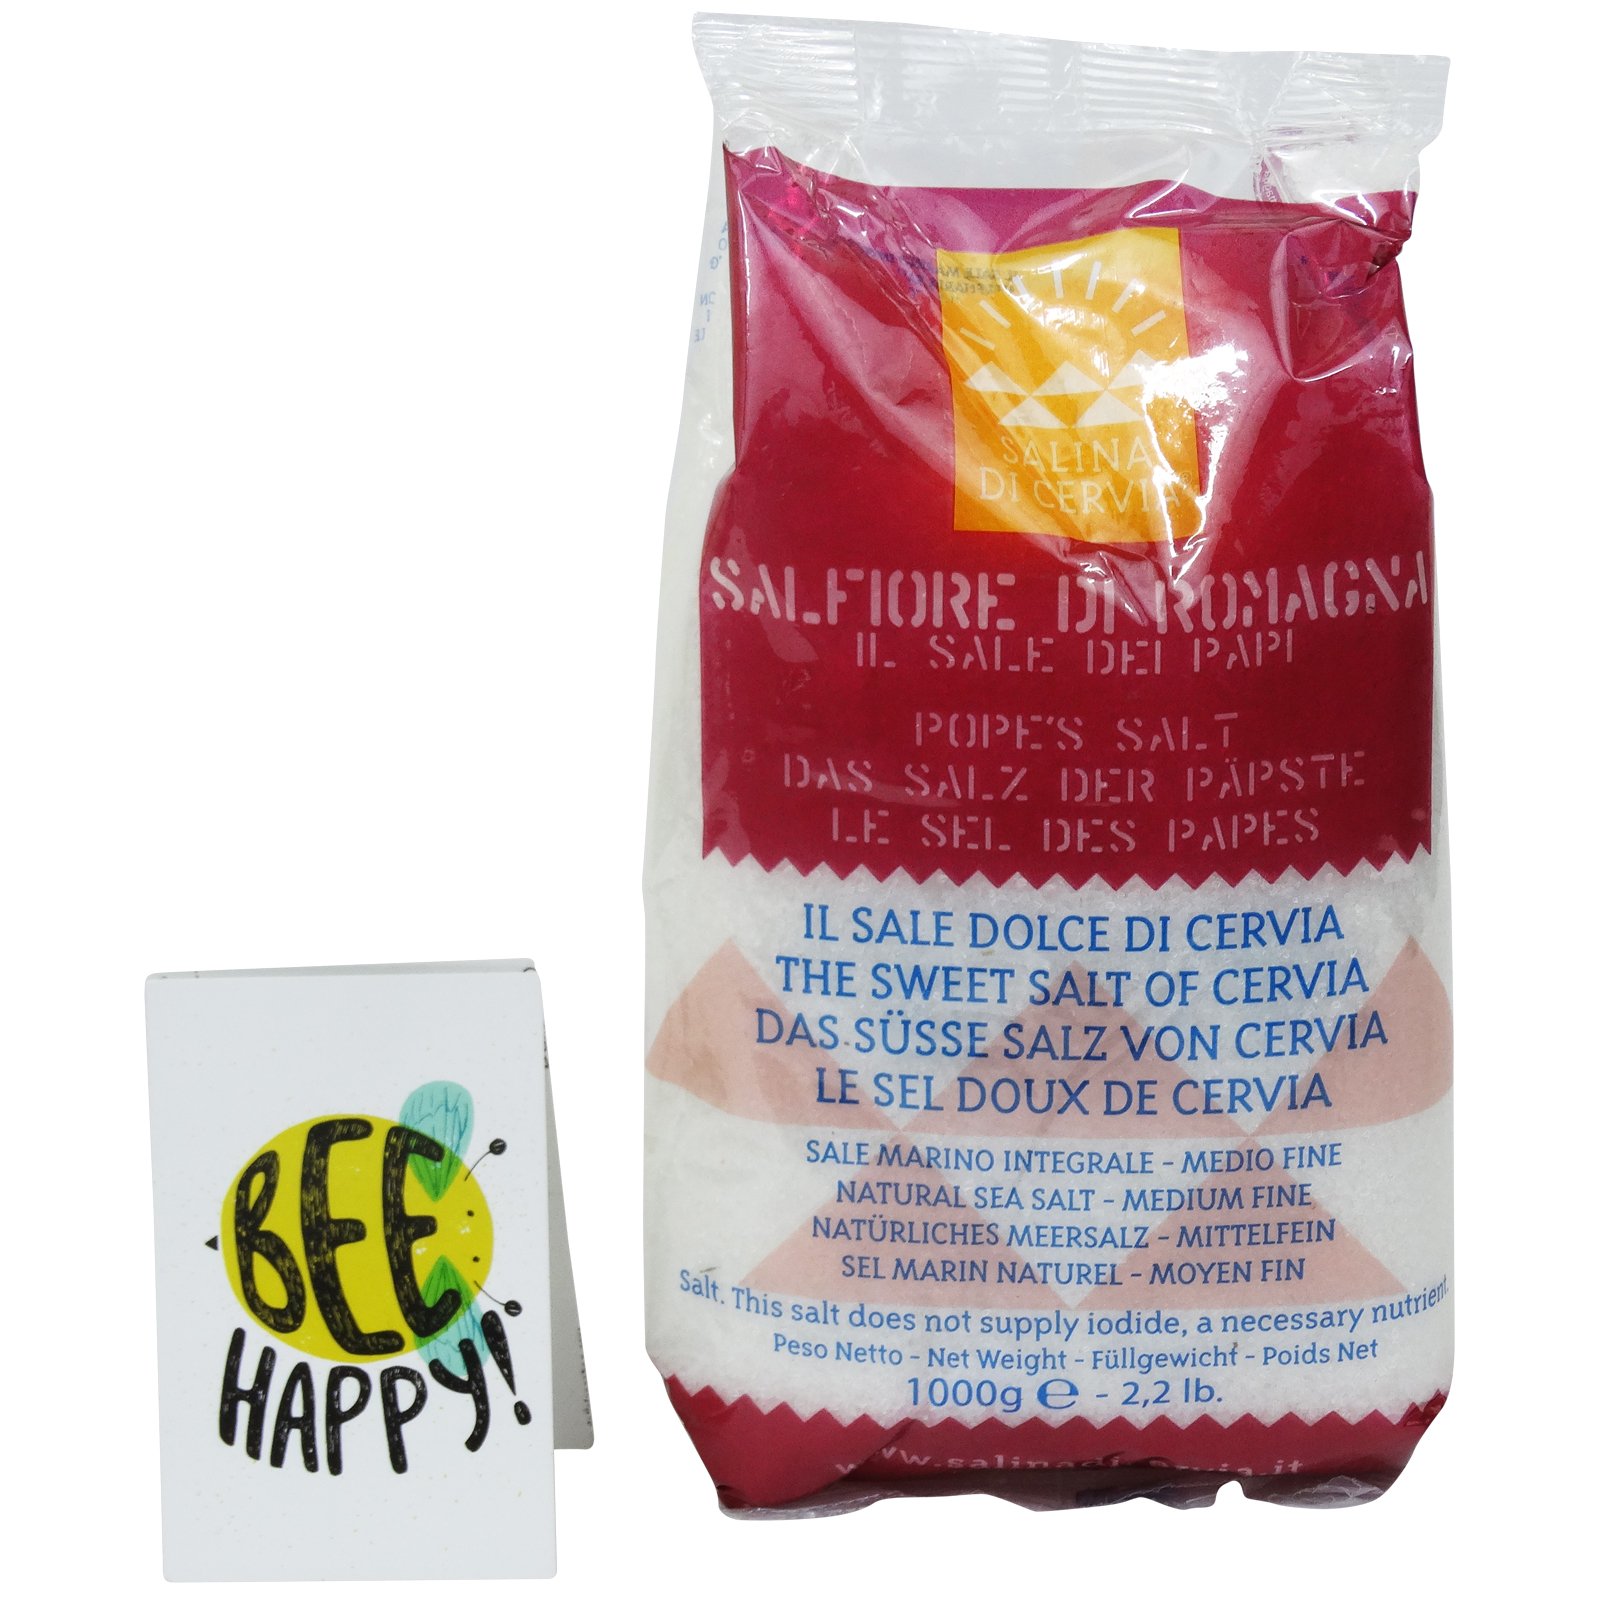 BEE
HAPPY!
SALINA
DI CERVIA®
SALFIORE DI ROMAGNA
IL SALE DEI PAPI
POPE'S SALT
DAS SALZ DER PÄPSTE
LE SEL DES PAPES
IL SALE DOLCE DI CERVIA
THE SWEET SALT OF CERVIA
DAS SÜSSE SALZ VON CERVIA
LE SEL DOUX DE CERVIA
SALE MARINO INTEGRALE - MEDIO FINE
NATURAL SEA SALT - MEDIUM FINE
NATÜRLICHES MEERSALZ - MITTELFEIN
SEL MARIN NATUREL - MOYEN FIN
Salt. This salt does not supply iodide, a necessary nutrient.
Peso Netto - Net Weight - Füllgewicht - Poids Net
1000g ℮ - 2,2 lb.